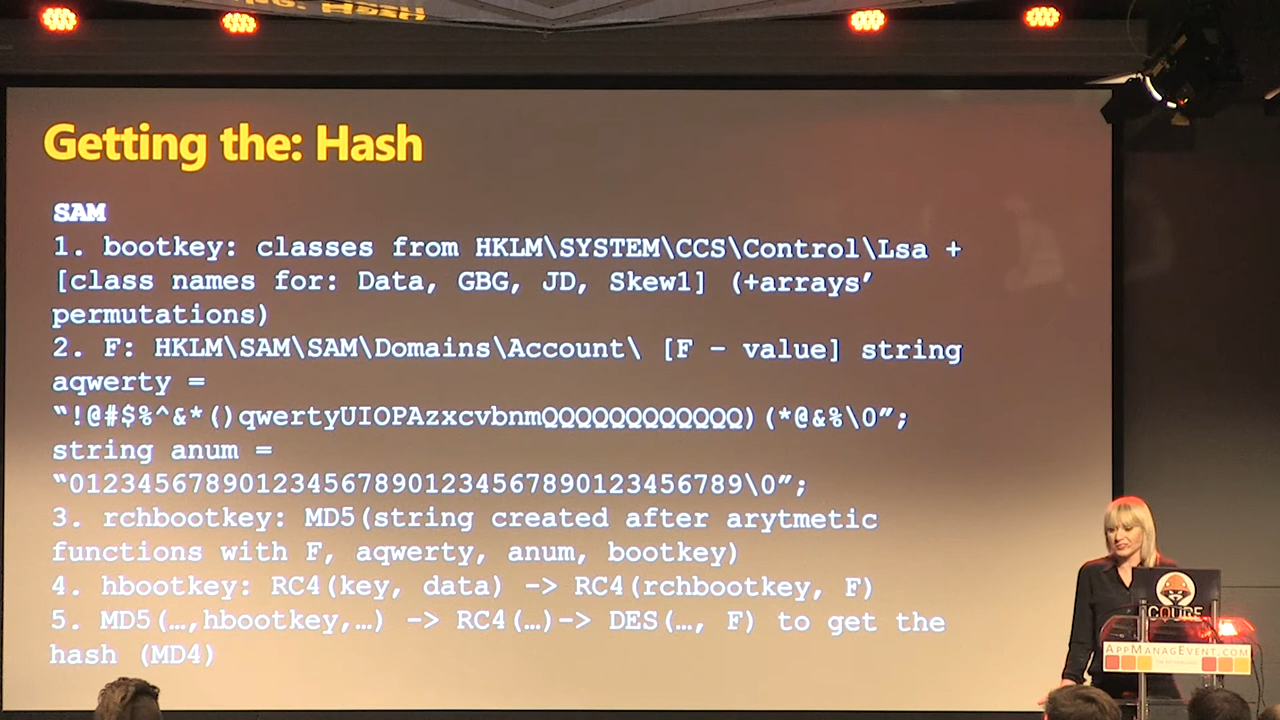 Getting the: Hash
SAM
1. bootkey: classes from HKLM\SYSTEM\CCS\Control\Lsa +
[class names for: Data, GBG, JD, Skew1] (+arrays’
permutations)
2. F: HKLM\SAM\SAM\Domains\Account\ [F – value] string
aqwerty =
“!@#$%^&*()qwertyUIOPAzxcvbnmQQQQQQQQQQQQ)(*@&%\0”;
string anum =
“0123456789012345678901234567890123456789\0”;
3. rchbootkey: MD5(string created after arytmetic
functions with F, aqwerty, anum, bootkey)
4. hbootkey: RC4(key, data) -> RC4(rchbootkey, F)
5. MD5(…,hbootkey,…) -> RC4(…)-> DES(…, F) to get the
hash (MD4)
CQURE
APPMANAGEVENT.COM